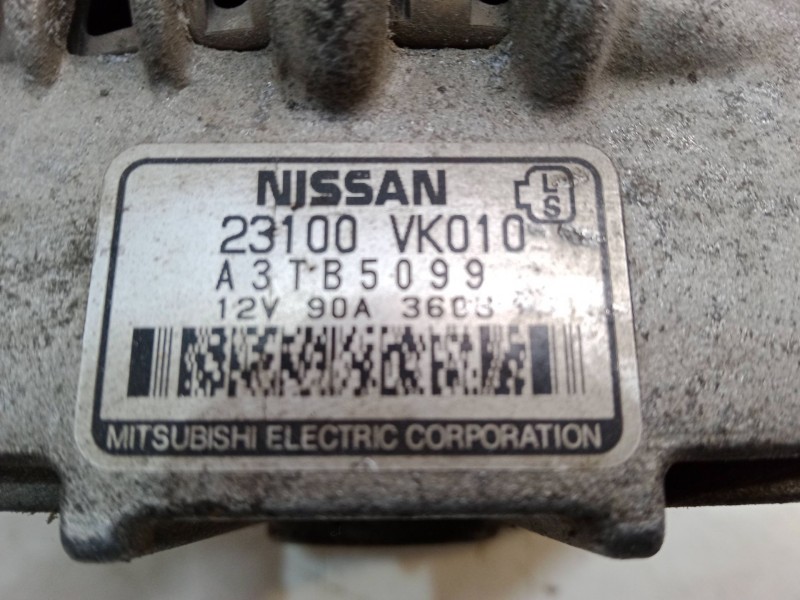 NISSAN
L
S
23100 VK010
A3TB5099
12V 90A
MITSUBISHI ELECTRIC CORPORATION